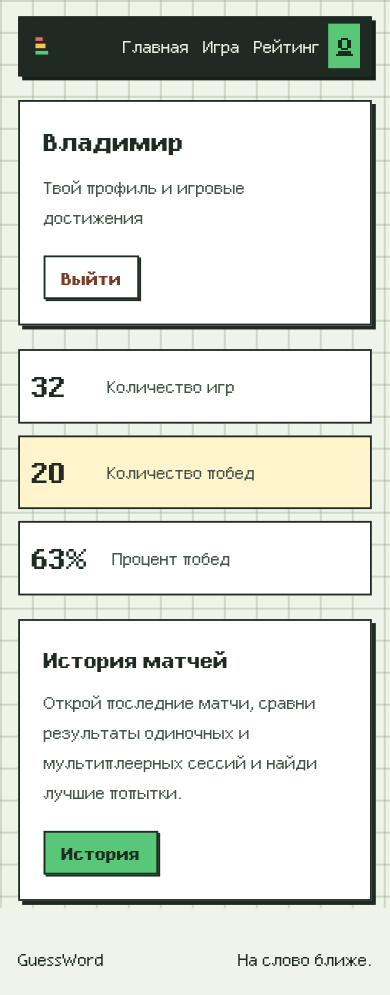 Главная Игра Рейтинг
Владимир
Твой профиль и игровые
достижения
Выйти
32 Количество игр
20 Количество побед
63% Процент побед
История матчей
Открой последние матчи, сравни
результаты одиночных и
мультиплеерных сессий и найди
лучшие попытки.
История
GuessWord На слово ближе.